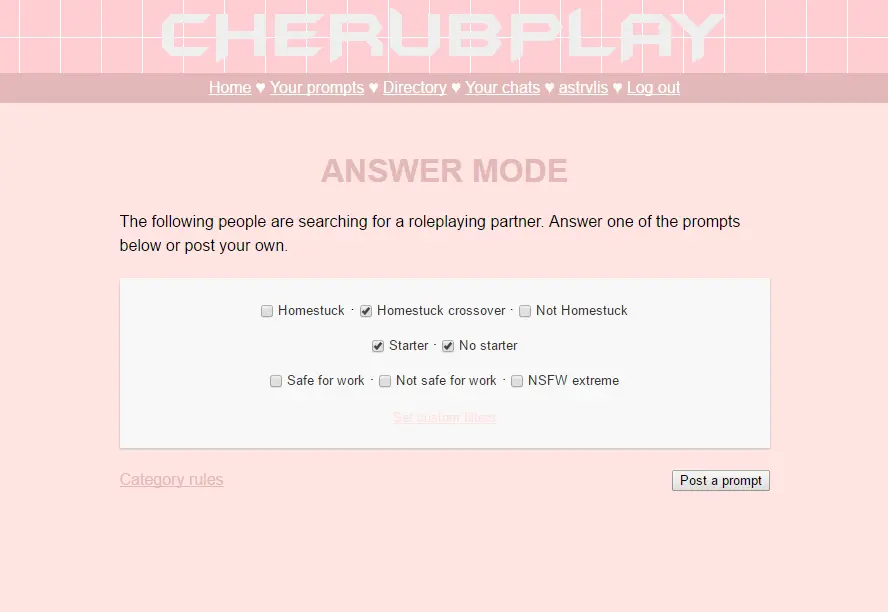 CHERUBPLAY
Home ♥ Your prompts ♥ Directory ♥ Your chats ♥ astrvlis ♥ Log out
ANSWER MODE
The following people are searching for a roleplaying partner. Answer one of the prompts
below or post your own.
Homestuck · Homestuck crossover · Not Homestuck
Starter · No starter
Safe for work · Not safe for work · NSFW extreme
Set custom filters
Category rules
Post a prompt